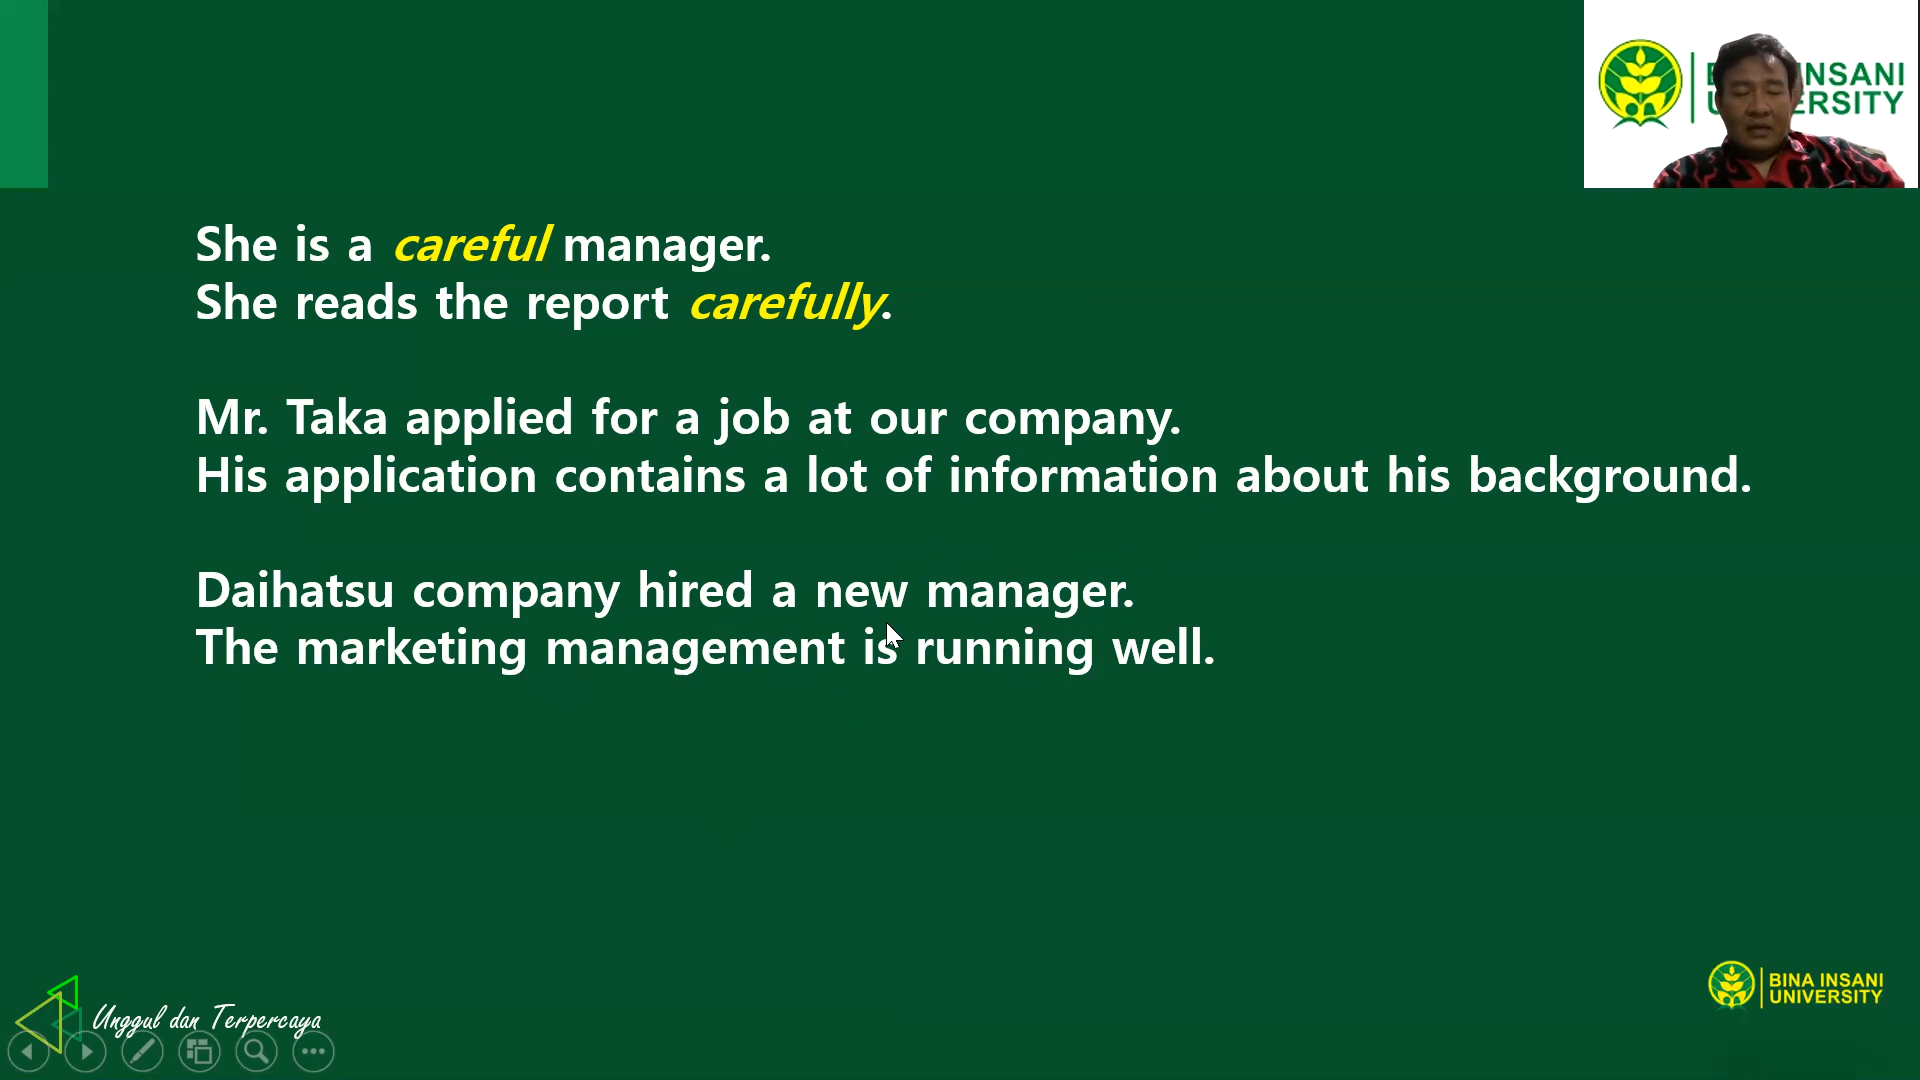 INSANI
ERSITY
She is a careful manager.
She reads the report carefully.
Mr. Taka applied for a job at our company.
His application contains a lot of information about his background.
Daihatsu company hired a new manager.
The marketing management is running well.
Unggul dan Terpercaya
BINA INSANI
UNIVERSITY